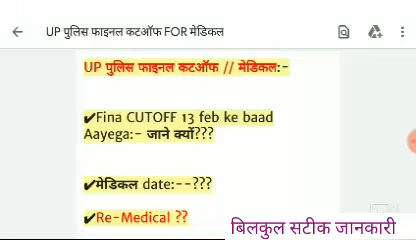 UP पुलिस फाइनल कटऑफ FOR मेडिकल
UP पुलिस फाइनल कटऑफ // मेडिकल:-
✔Fina CUTOFF 13 feb ke baad
Aayega:- जाने क्यों???
✔मेडिकल date:--???
✔Re-Medical ??
बिलकुल सटीक जानकारी